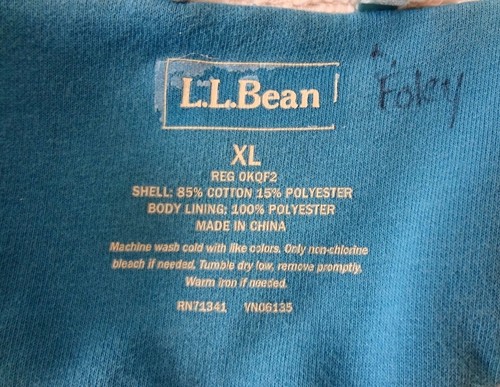 L.L.Bean
Foley
XL
REG 0KQF2
SHELL: 85% COTTON 15% POLYESTER
BODY LINING: 100% POLYESTER
MADE IN CHINA
Machine wash cold with like colors. Only non-chlorine
bleach if needed. Tumble dry low, remove promptly.
Warm iron if needed.
RN71341 VN06135